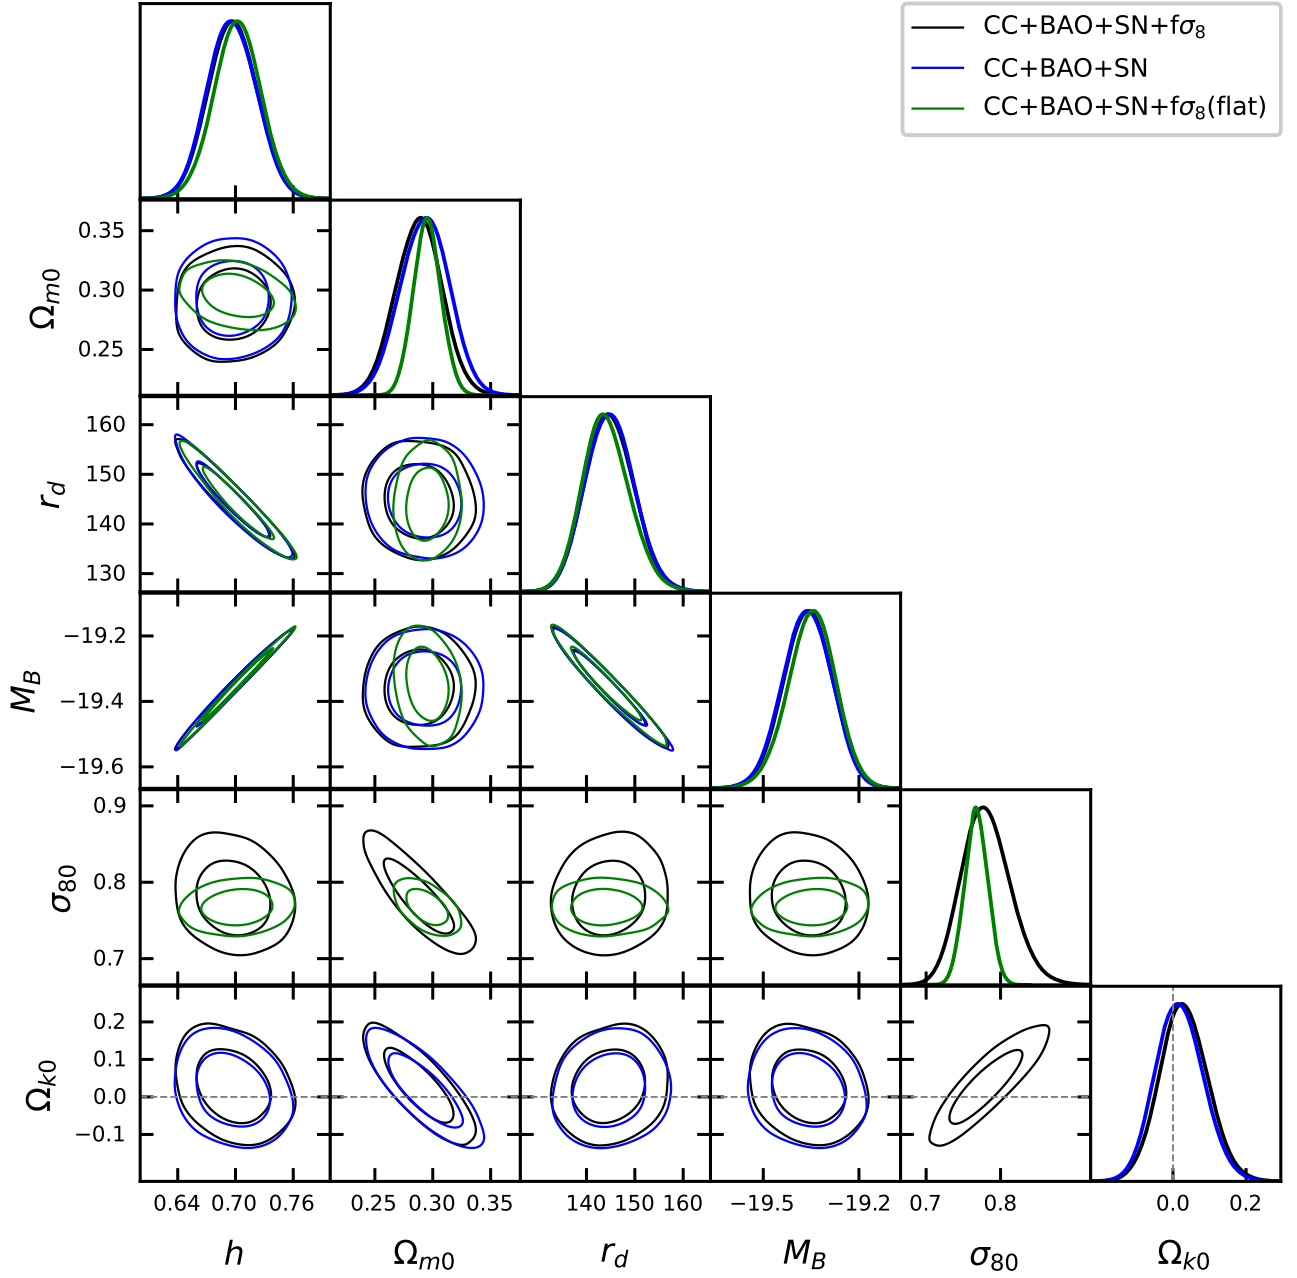 CC+BAO+SN+fσ₈
CC+BAO+SN
CC+BAO+SN+fσ₈(flat)
Ωm0
0.35
0.30
0.25
rd
160
150
140
130
MB
−19.2
−19.4
−19.6
σ80
0.9
0.8
0.7
Ωk0
0.2
0.1
0.0
−0.1
0.64 0.70 0.76 0.25 0.30 0.35 140 150 160 −19.5 −19.2 0.7 0.8 0.0 0.2
h Ωm0 rd MB σ80 Ωk0